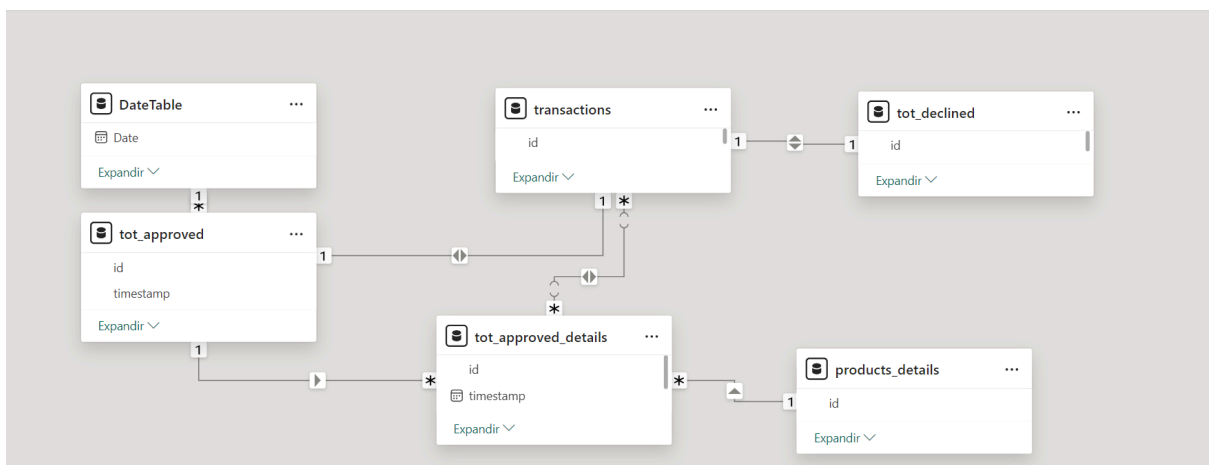 DateTable ...
Date
Expandir
transactions ...
id
Expandir
tot_declined ...
id
Expandir
1
1
1
*
1
*
tot_approved ...
id
timestamp
Expandir
1
1
*
tot_approved_details ...
id
timestamp
Expandir
*
*
1
products_details ...
id
Expandir